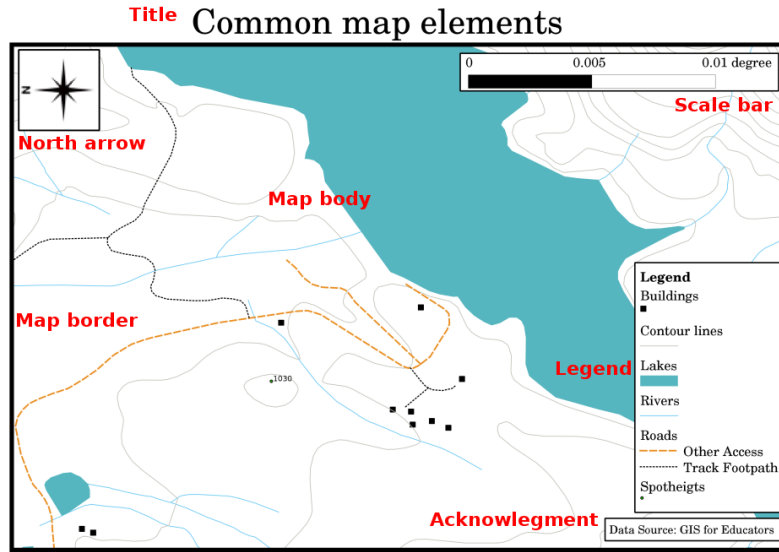 Title
Common map elements
0 0.005 0.01 degree
Z
Scale bar
North arrow
Map body
Map border
Legend
Buildings
Contour lines
Lakes
Rivers
Roads
Other Access
Track Footpath
Spotheigts
Legend
1030
Acknowlegment
Data Source: GIS for Educators